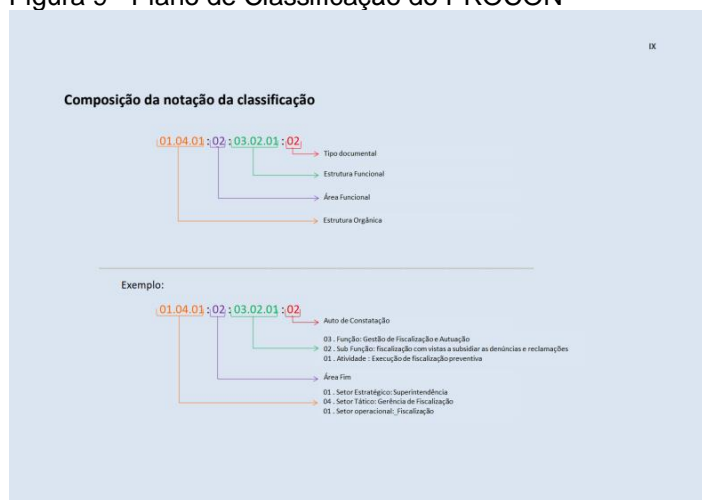 Figura 9 - Plano de Classificação do PROCON
IX
Composição da notação da classificação
01.04.01:02:03.02.01:02
Tipo documental
Estrutura Funcional
Área Funcional
Estrutura Orgânica
Exemplo:
01.04.01:02:03.02.01:02
Auto de Constatação
03 . Função: Gestão de Fiscalização e Autuação
02 . Sub Função: fiscalização com vistas a subsidiar as denúncias e reclamações
01 . Atividade : Execução de fiscalização preventiva
Área Fim
01 . Setor Estratégico: Superintendência
04 . Setor Tático: Gerência de Fiscalização
01 . Setor operacional:_Fiscalização